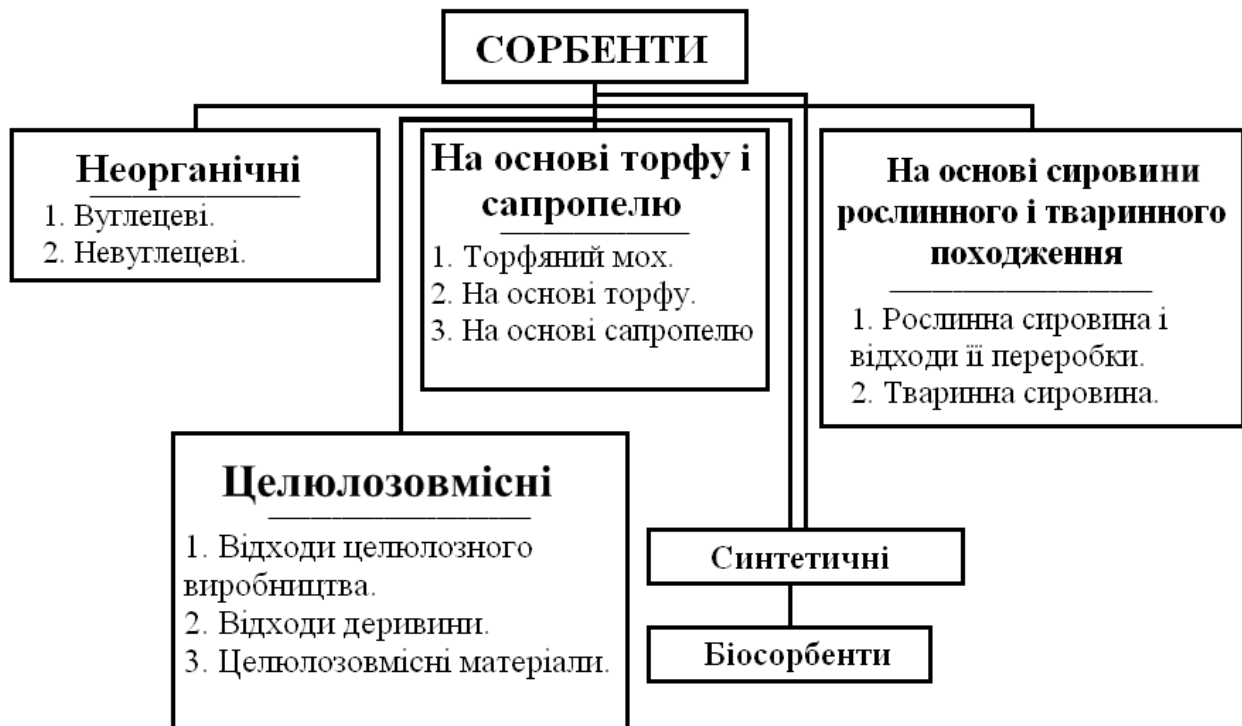 СОРБЕНТИ
Неорганічні
1. Вуглецеві.
2. Невуглецеві.
На основі торфу і
сапропелю
1. Торфяний мох.
2. На основі торфу.
3. На основі сапропелю
На основі сировини
рослинного і тваринного
походження
1. Рослинна сировина і
відходи її переробки.
2. Тваринна сировина.
Целюлозовмісні
1. Відходи целюлозного
виробництва.
2. Відходи деривини.
3. Целюлозовмісні матеріали.
Синтетичні
Біосорбенти